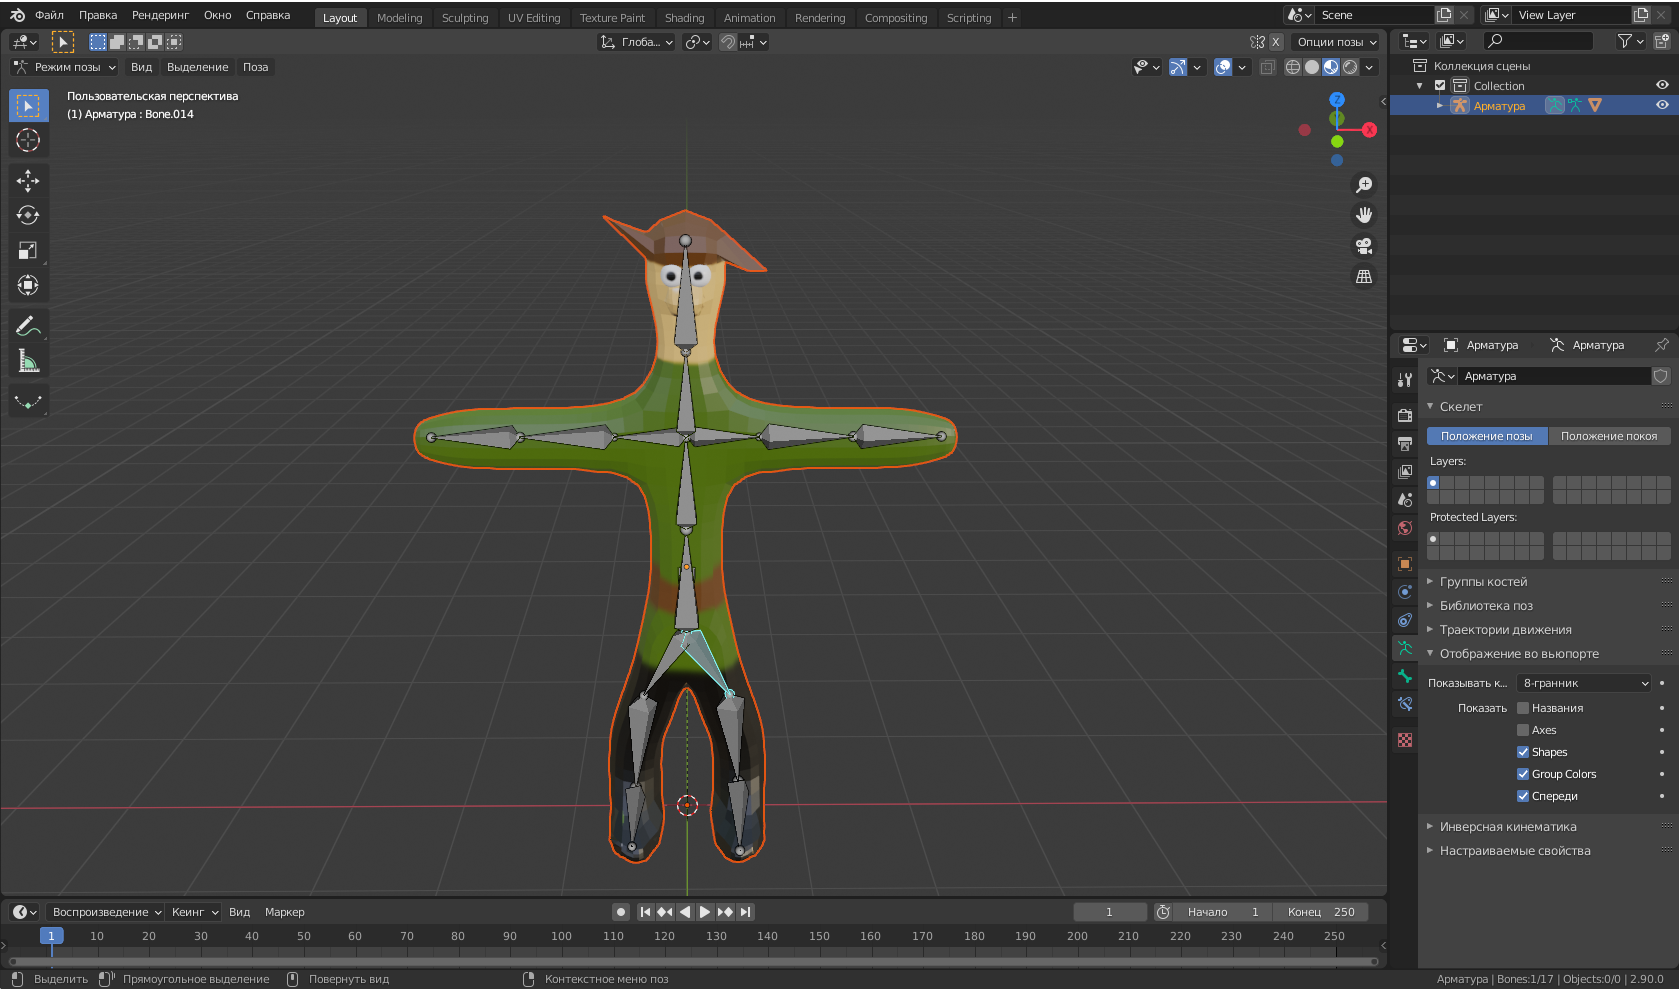 Файл Правка Рендеринг Окно Справка Layout Modeling Sculpting UV Editing Texture Paint Shading Animation Rendering Compositing Scripting + Scene View Layer
Глоба... X Опции позы
Режим позы Вид Выделение Поза
Пользовательская перспектива
(1) Арматура : Bone.014
Z
X
Коллекция сцены
Collection
Арматура
Арматура Арматура
Арматура
Скелет
Положение позы Положение покоя
Layers:
Protected Layers:
Группы костей
Библиотека поз
Траектории движения
Отображение во вьюпорте
Показывать к... 8-гранник
Показать Названия
Axes
Shapes
Group Colors
Спереди
Инверсная кинематика
Настраиваемые свойства
Воспроизведение Кеинг Вид Маркер 1 Начало 1 Конец 250
1 10 20 30 40 50 60 70 80 90 100 110 120 130 140 150 160 170 180 190 200 210 220 230 240 250
Выделить Прямоугольное выделение Повернуть вид Контекстное меню поз Арматура | Bones:1/17 | Objects:0/0 | 2.90.0